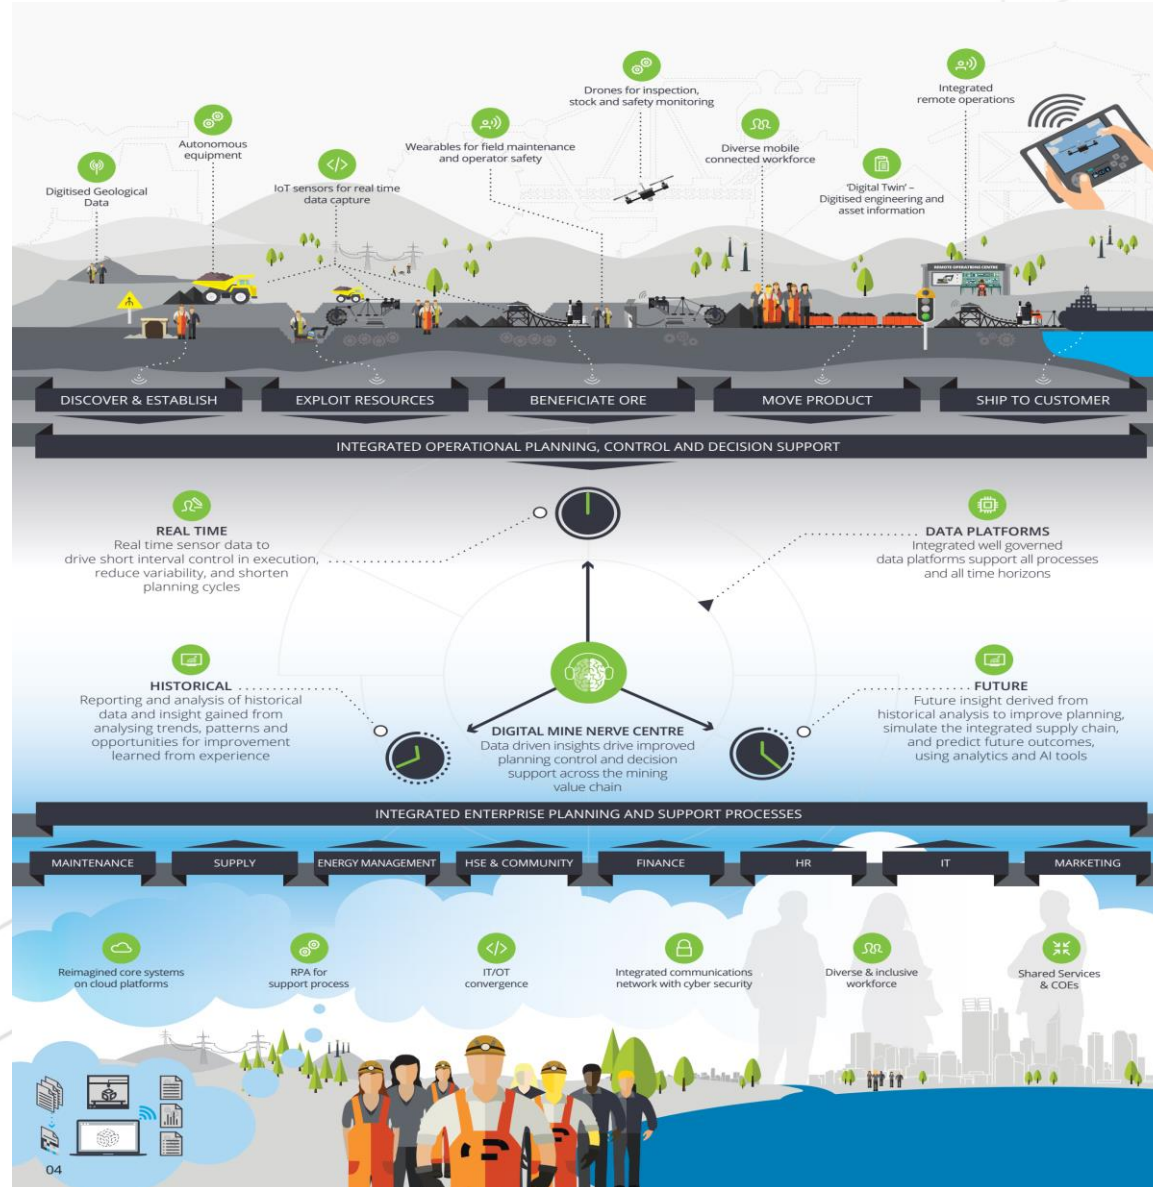 Drones for inspection,
stock and safety monitoring
Integrated
remote operations
Autonomous
equipment
Wearables for field maintenance
and operator safety
Diverse mobile
connected workforce
Digitised Geological
Data
IoT sensors for real time
data capture
‘Digital Twin’ –
Digitised engineering and
asset information
REMOTE OPERATIONS CENTRE
DISCOVER & ESTABLISH
EXPLOIT RESOURCES
BENEFICIATE ORE
MOVE PRODUCT
SHIP TO CUSTOMER
INTEGRATED OPERATIONAL PLANNING, CONTROL AND DECISION SUPPORT
REAL TIME
Real time sensor data to
drive short interval control in execution,
reduce variability, and shorten
planning cycles
DATA PLATFORMS
Integrated well governed
data platforms support all processes
and all time horizons
HISTORICAL
Reporting and analysis of historical
data and insight gained from
analysing trends, patterns and
opportunities for improvement
learned from experience
DIGITAL MINE NERVE CENTRE
Data driven insights drive improved
planning control and decision
support across the mining
value chain
FUTURE
Future insight derived from
historical analysis to improve planning,
simulate the integrated supply chain,
and predict future outcomes,
using analytics and AI tools
INTEGRATED ENTERPRISE PLANNING AND SUPPORT PROCESSES
MAINTENANCE
SUPPLY
ENERGY MANAGEMENT
HSE & COMMUNITY
FINANCE
HR
IT
MARKETING
Reimagined core systems
on cloud platforms
RPA for
support process
IT/OT
convergence
Integrated communications
network with cyber security
Diverse & inclusive
workforce
Shared Services
& COEs
04